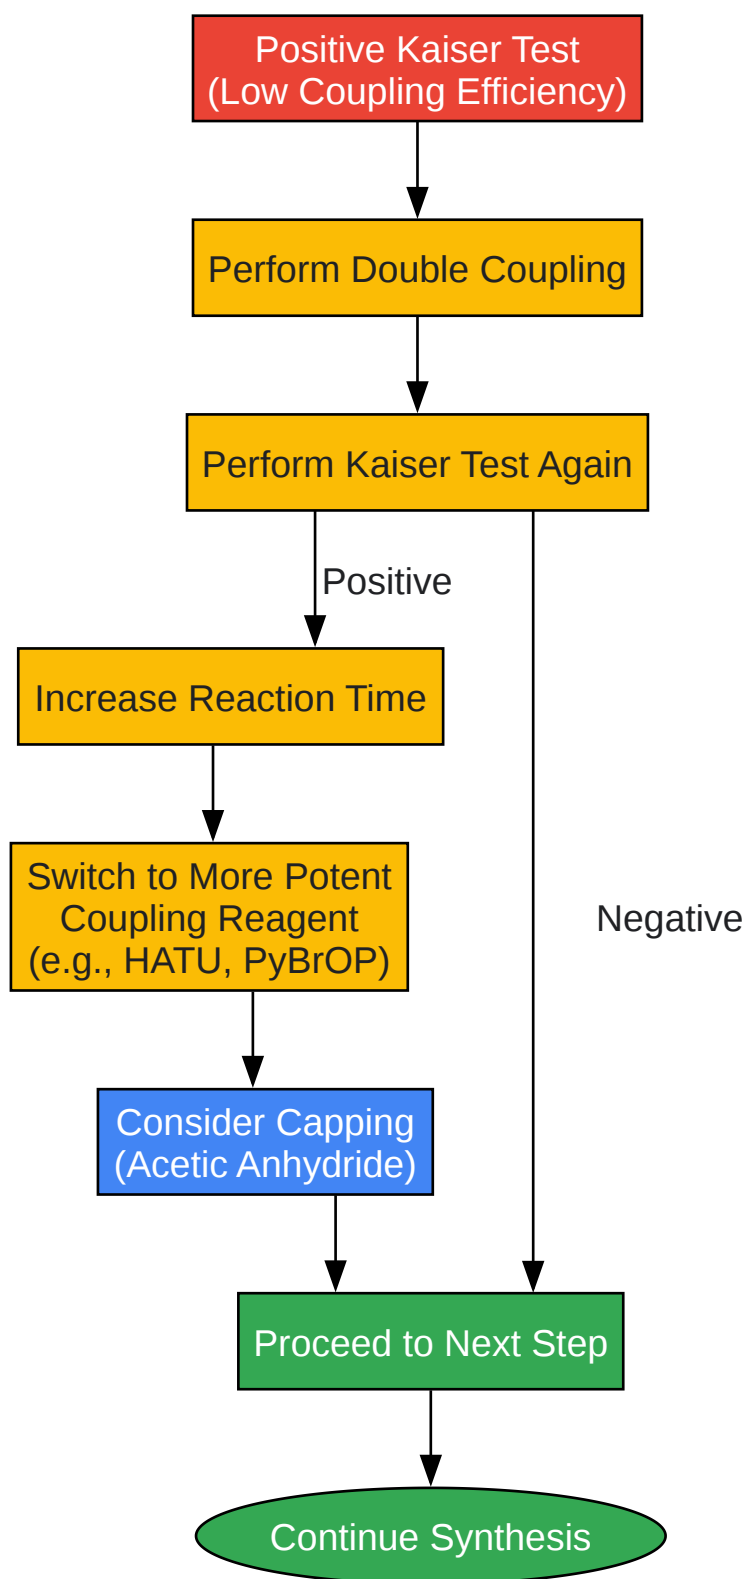 Positive Kaiser Test
(Low Coupling Efficiency)
Perform Double Coupling
Perform Kaiser Test Again
Positive
Increase Reaction Time
Switch to More Potent
Coupling Reagent
(e.g., HATU, PyBrOP)
Negative
Consider Capping
(Acetic Anhydride)
Proceed to Next Step
Continue Synthesis